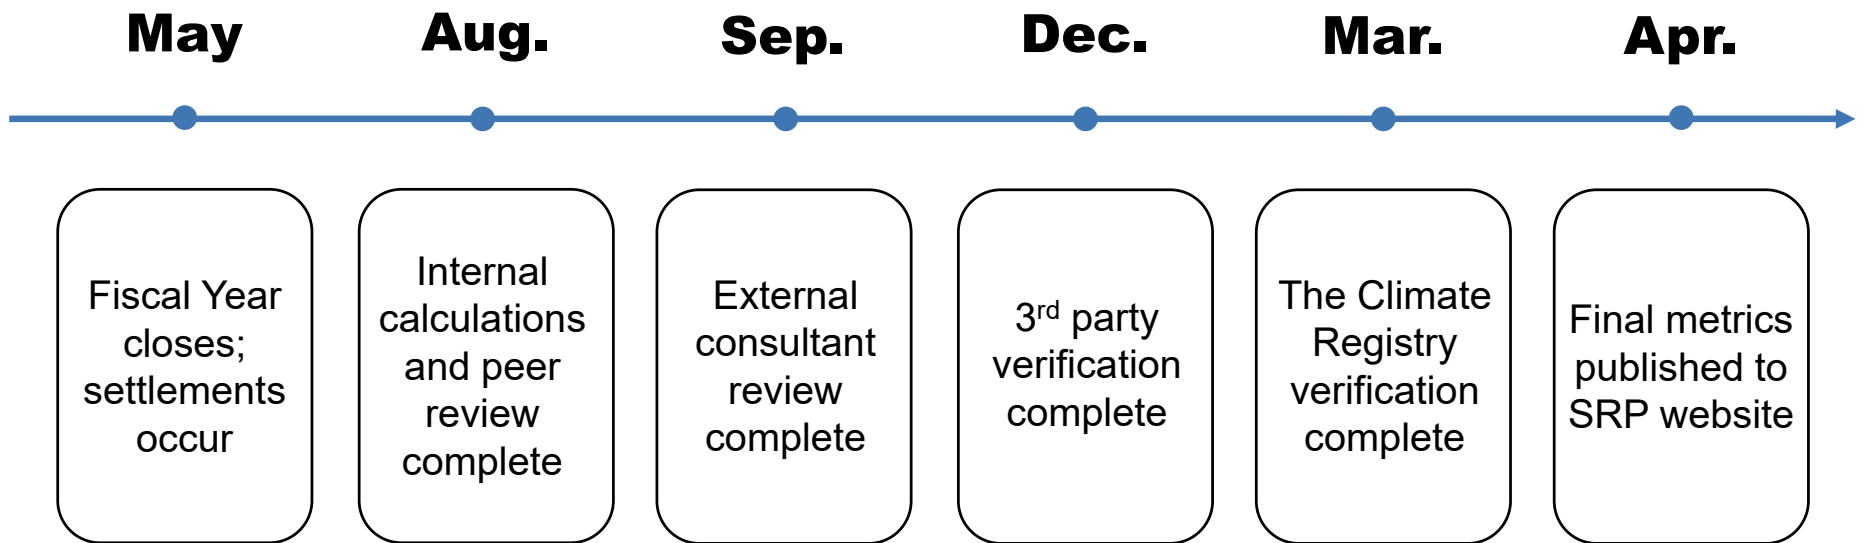 May
Aug.
Sep.
Dec.
Mar.
Apr.
Fiscal Year
closes;
settlements
occur
Internal
calculations
and peer
review
complete
External
consultant
review
complete
3rd party
verification
complete
The Climate
Registry
verification
complete
Final metrics
published to
SRP website